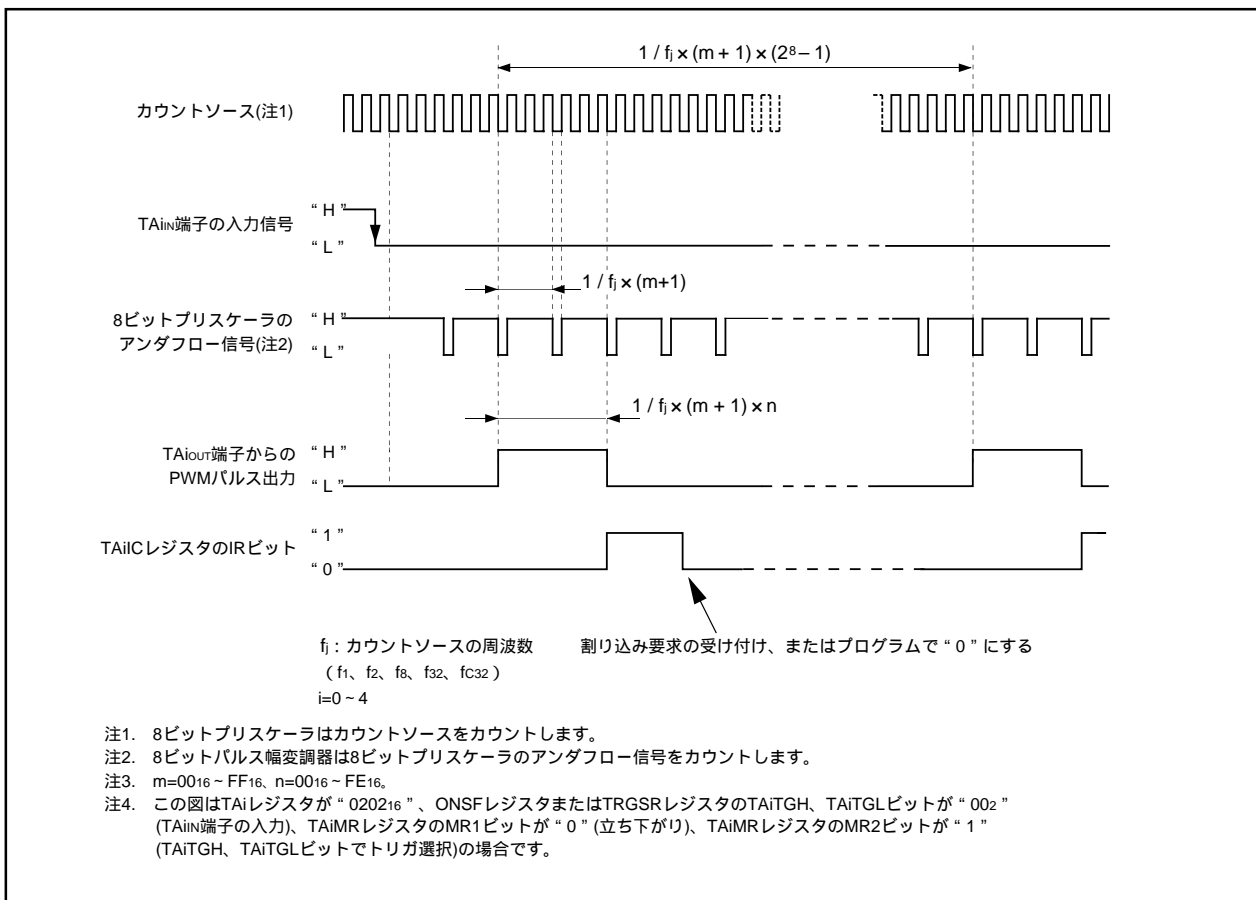 1 / fj × (m + 1) × (2⁸ – 1)
カウントソース(注1)
“ H ”
TAiIN端子の入力信号
“ L ”
1 / fj × (m+1)
8ビットプリスケーラの
アンダフロー信号(注2)
“ H ”
“ L ”
1 / fj × (m + 1) × n
TAiOUT端子からの
PWMパルス出力
“ H ”
“ L ”
“ 1 ”
TAiICレジスタのIRビット
“ 0 ”
fj : カウントソースの周波数
( f1、f2、f8、f32、fC32 )
i=0 ~ 4
割り込み要求の受け付け、またはプログラムで “ 0 ” にする
注1. 8ビットプリスケーラはカウントソースをカウントします。
注2. 8ビットパルス幅変調器は8ビットプリスケーラのアンダフロー信号をカウントします。
注3. m=0016 ~ FF16、n=0016 ~ FE16。
注4. この図はTAiレジスタが “ 020216 ” 、ONSFレジスタまたはTRGSRレジスタのTAiTGH、TAiTGLビットが “ 002 ”
(TAiIN端子の入力)、TAiMRレジスタのMR1ビットが “ 0 ” (立ち下がり)、TAiMRレジスタのMR2ビットが “ 1 ”
(TAiTGH、TAiTGLビットでトリガ選択)の場合です。